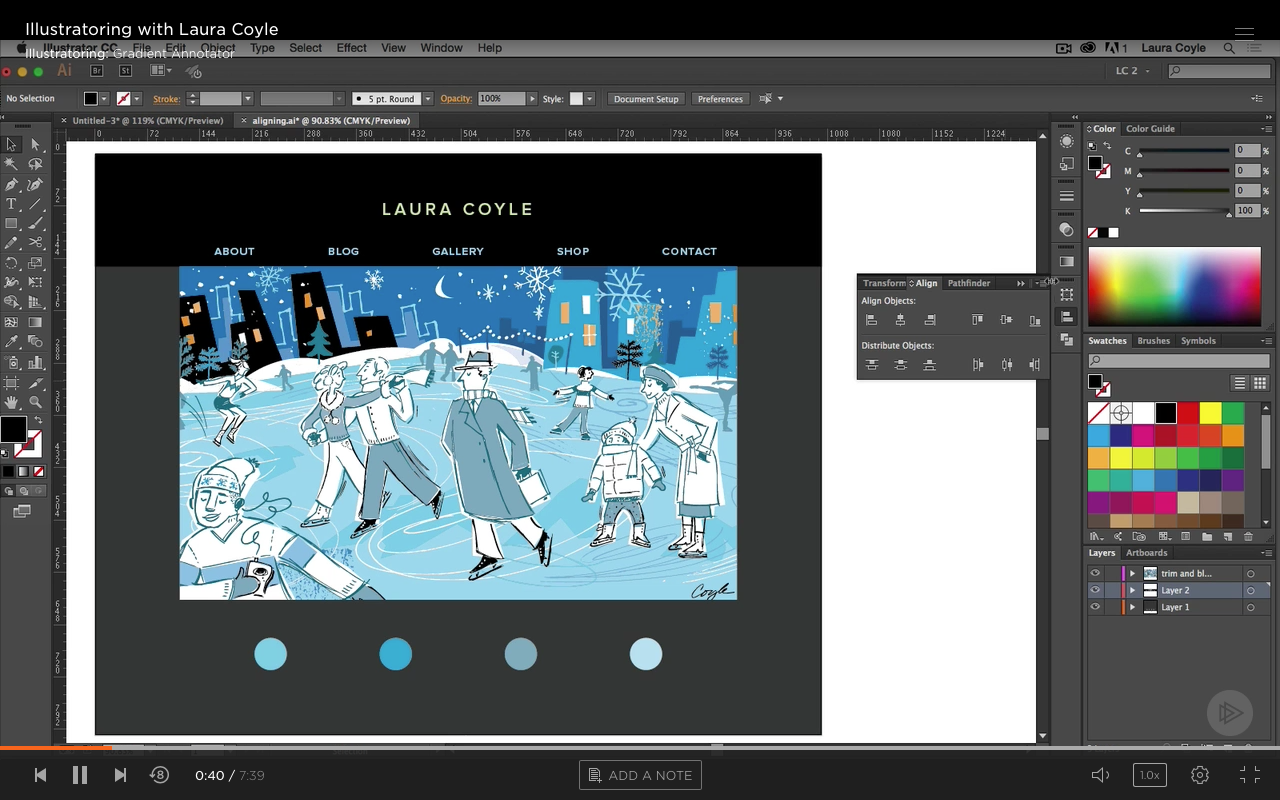 Illustratoring with Laura Coyle
Illustrator CC File Edit Object Type Select Effect View Window Help Laura Coyle
Illustratoring: Gradient Annotator
Ai Br St LC 2
No Selection Stroke: 5 pt. Round Opacity: 100% Style: Document Setup Preferences
× Untitled-3* @ 119% (CMYK/Preview) × aligning.ai* @ 90.83% (CMYK/Preview)
0 72 144 216 288 360 432 504 576 648 720 792 864 936 1008 1080 1152 1224
Color Color Guide
C 0 %
M 0 %
Y 0 %
K 100 %
LAURA COYLE
ABOUT BLOG GALLERY SHOP CONTACT
Transform Align Pathfinder
Align Objects:
Distribute Objects:
Swatches Brushes Symbols
Coyle
Layers Artboards
trim and bl...
Layer 2
Layer 1
8 0:40 / 7:39 ADD A NOTE 1.0x